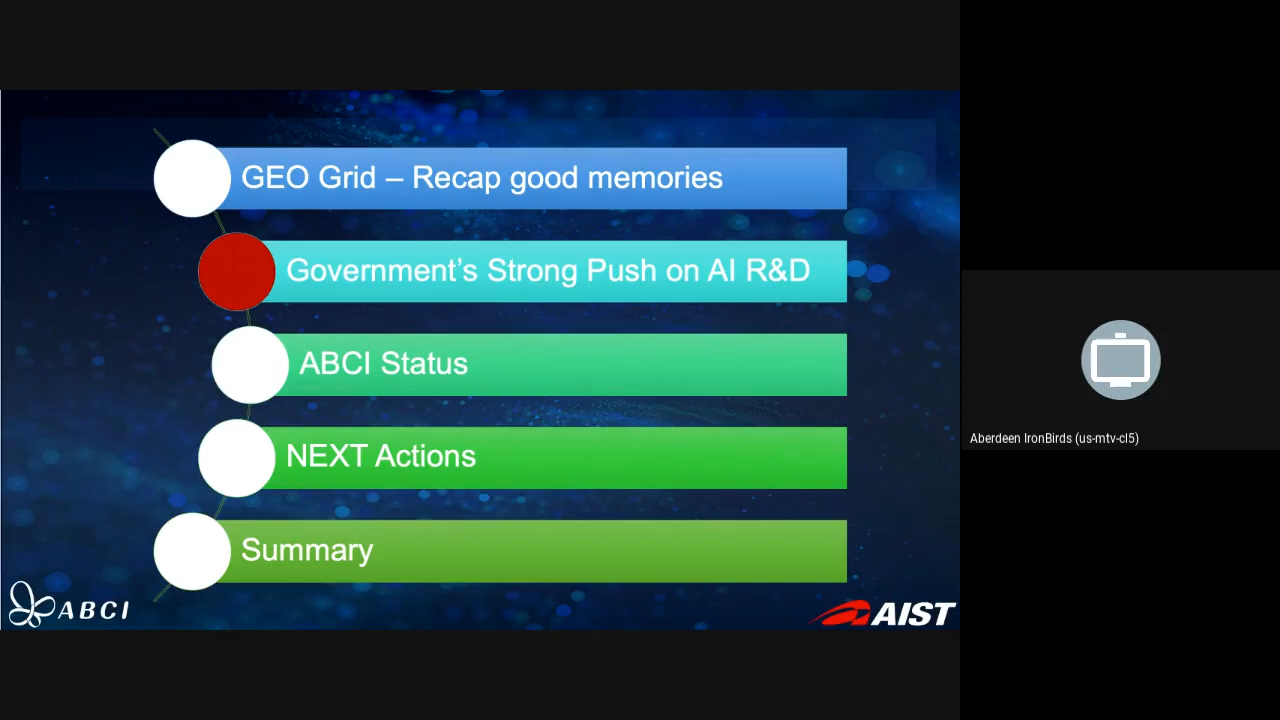 GEO Grid – Recap good memories
Government’s Strong Push on AI R&D
ABCI Status
NEXT Actions
Summary
ABCI
AIST
Aberdeen IronBirds (us-mtv-cl5)